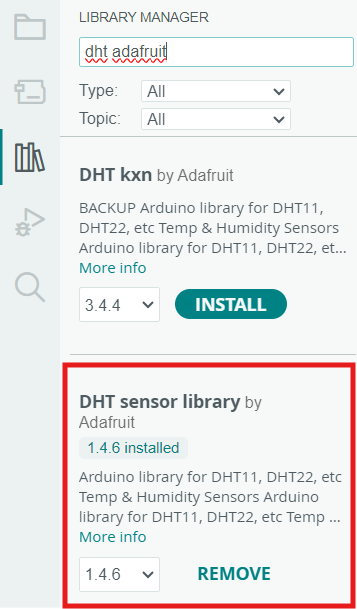 LIBRARY MANAGER
dht adafruit
Type: All
Topic: All
DHT kxn by Adafruit
BACKUP Arduino library for DHT11,
DHT22, etc Temp & Humidity Sensors
Arduino library for DHT11, DHT22, et...
More info
3.4.4 INSTALL
DHT sensor library by
Adafruit
1.4.6 installed
Arduino library for DHT11, DHT22, etc
Temp & Humidity Sensors Arduino
library for DHT11, DHT22, etc Temp ...
More info
1.4.6 REMOVE